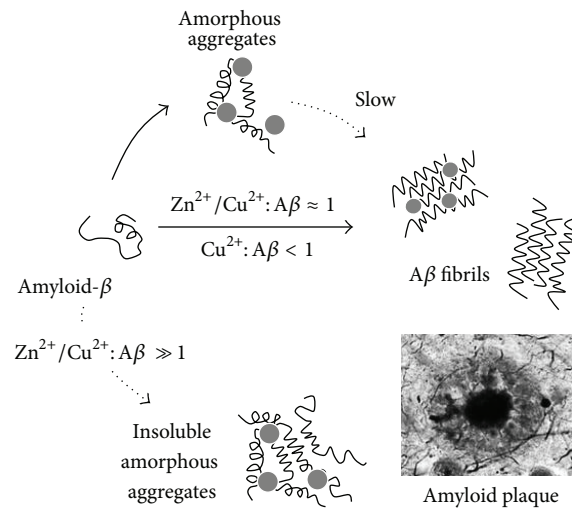 Amorphous
aggregates
Slow
Zn²⁺/Cu²⁺: Aβ ≈ 1
Cu²⁺: Aβ < 1
Aβ fibrils
Amyloid-β
Zn²⁺/Cu²⁺: Aβ ≫ 1
Insoluble
amorphous
aggregates
Amyloid plaque